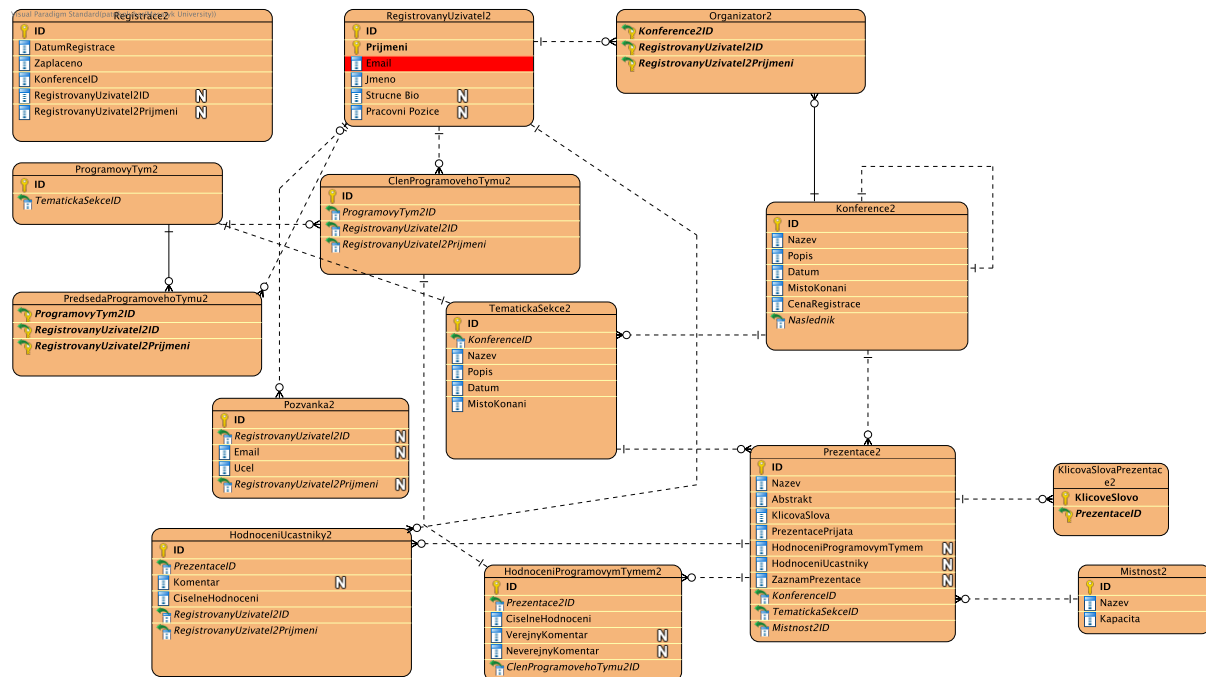 Visual Paradigm Standard
Registrace2
ID
DatumRegistrace
Zaplaceno
KonferenceID
RegistrovanyUzivatel2ID N
RegistrovanyUzivatel2Prijmeni N
RegistrovanyUzivatel2
ID
Prijmeni
Email
Jmeno
Strucne Bio N
Pracovni Pozice N
Organizator2
Konference2ID
RegistrovanyUzivatel2ID
RegistrovanyUzivatel2Prijmeni
ProgramovyTym2
ID
TematickaSekceID
ClenProgramovehoTymu2
ID
ProgramovyTym2ID
RegistrovanyUzivatel2ID
RegistrovanyUzivatel2Prijmeni
Konference2
ID
Nazev
Popis
Datum
MistoKonani
CenaRegistrace
Naslednik
PredsedaProgramovehoTymu2
ProgramovyTym2ID
RegistrovanyUzivatel2ID
RegistrovanyUzivatel2Prijmeni
TematickaSekce2
ID
KonferenceID
Nazev
Popis
Datum
MistoKonani
Pozvanka2
ID
RegistrovanyUzivatel2ID N
Email N
Ucel
RegistrovanyUzivatel2Prijmeni N
Prezentace2
ID
Nazev
Abstrakt
KlicovaSlova
PrezentacePrijata
HodnoceniProgramovymTymem N
HodnoceniUcastniky N
ZaznamPrezentace N
KonferenceID
TematickaSekceID
Mistnost2ID
KlicovaSlovaPrezentac
e2
KlicoveSlovo
PrezentaceID
HodnoceniUcastniky2
ID
PrezentaceID
Komentar N
CiselneHodnoceni
RegistrovanyUzivatel2ID
RegistrovanyUzivatel2Prijmeni
HodnoceniProgramovymTymem2
ID
Prezentace2ID
CiselneHodnoceni
VerejnyKomentar N
NeverejnyKomentar N
ClenProgramovehoTymu2ID
Mistnost2
ID
Nazev
Kapacita